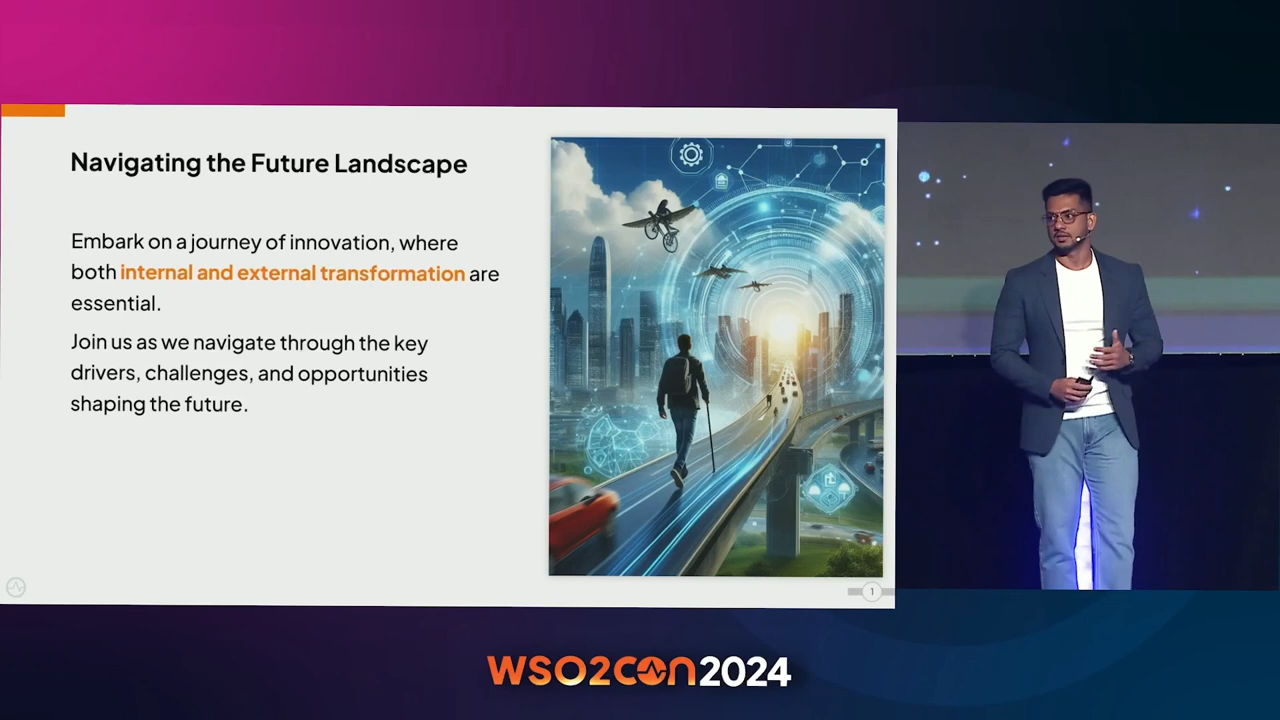 Navigating the Future Landscape
Embark on a journey of innovation, where
both internal and external transformation are
essential.
Join us as we navigate through the key
drivers, challenges, and opportunities
shaping the future.
1
WSO2CON2024